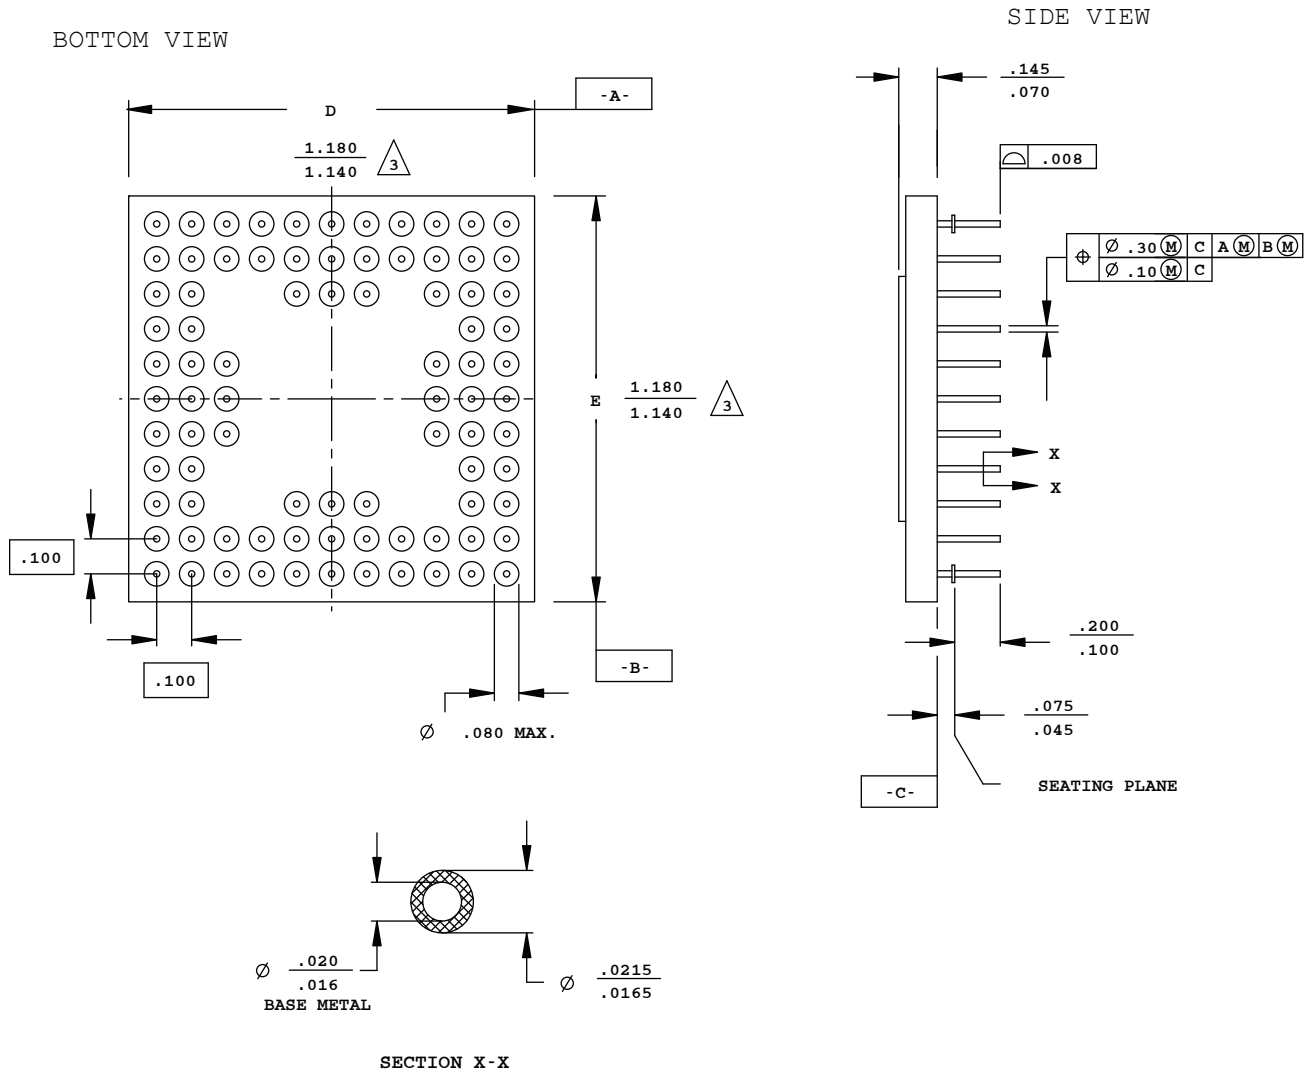 SIDE VIEW
BOTTOM VIEW
.145
.070
-A-
D
1.180
1.140
3
.008
Ø .30 Ⓜ C A Ⓜ B Ⓜ
Ø .10 Ⓜ C
E
1.180
1.140
3
X
X
.100
.100
-B-
.200
.100
Ø .080 MAX.
.075
.045
-C-
SEATING PLANE
Ø .020
.016
BASE METAL
Ø .0215
.0165
SECTION X-X